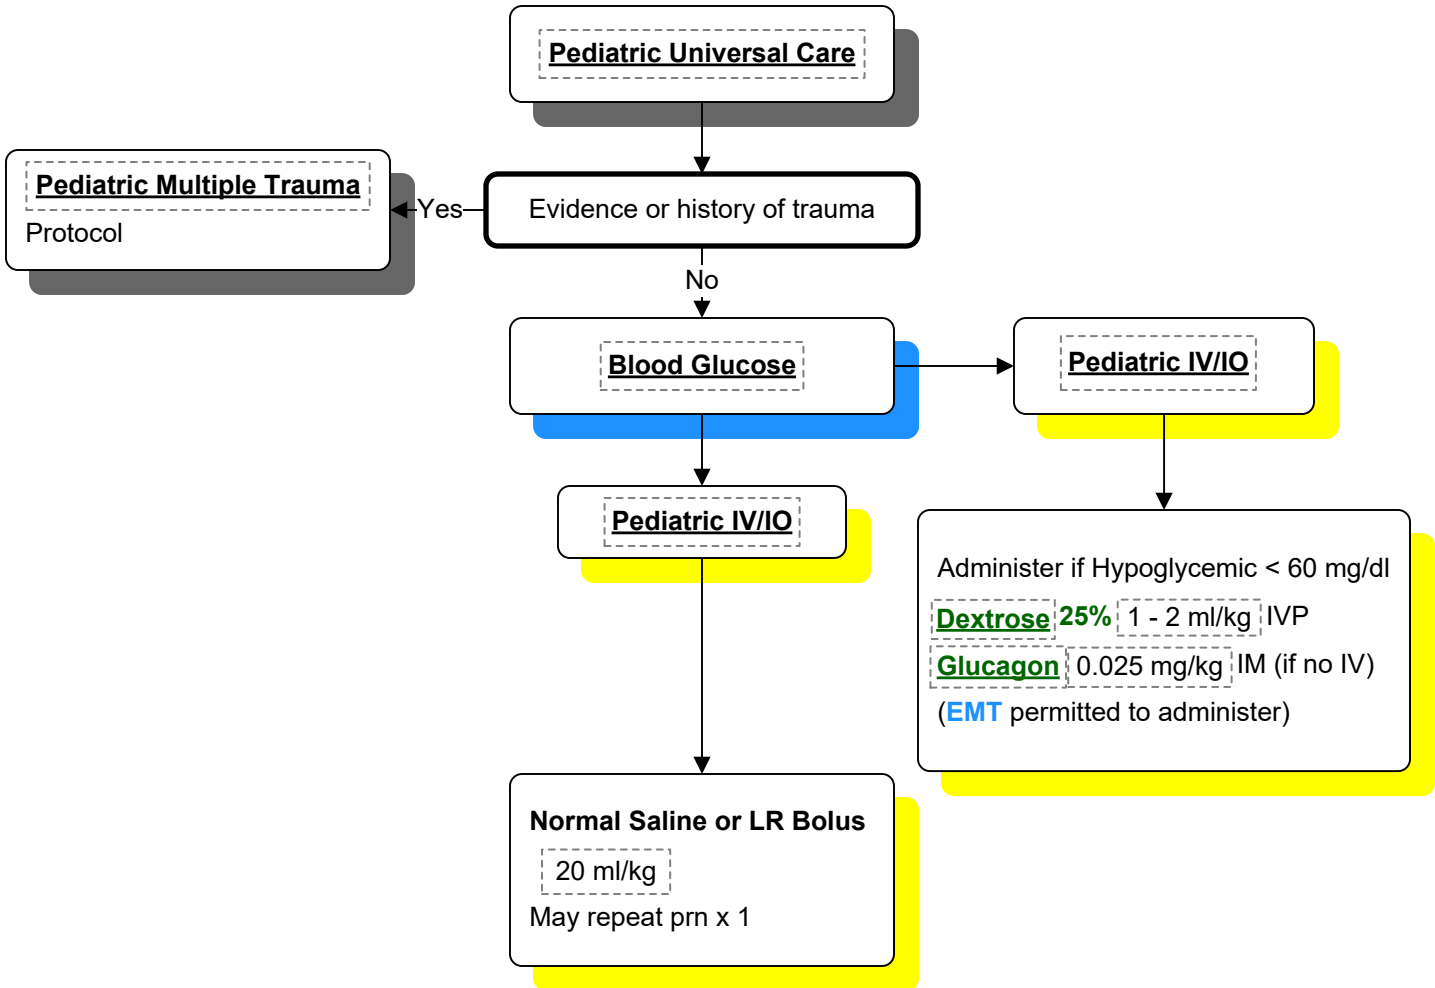 Pediatric Universal Care
Pediatric Multiple Trauma
Protocol
Yes
Evidence or history of trauma
No
Blood Glucose
Pediatric IV/IO
Pediatric IV/IO
Administer if Hypoglycemic < 60 mg/dl
Dextrose 25% 1 - 2 ml/kg IVP
Glucagon 0.025 mg/kg IM (if no IV)
(EMT permitted to administer)
Normal Saline or LR Bolus
20 ml/kg
May repeat prn x 1